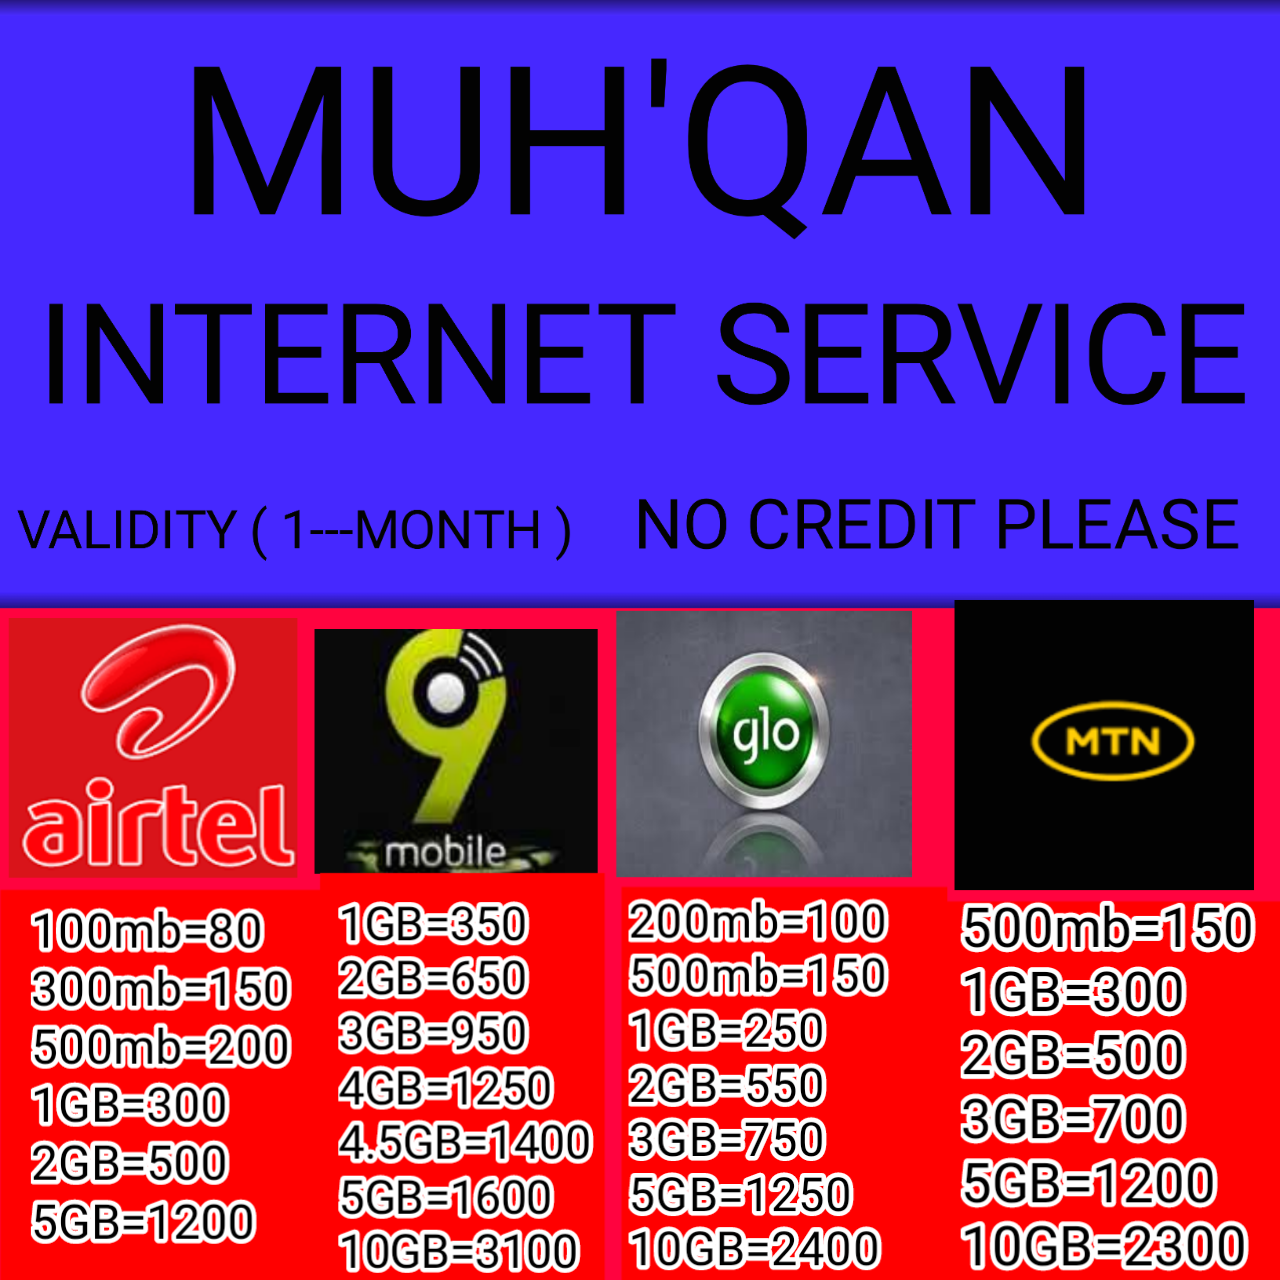 MUH'QAN
INTERNET SERVICE
VALIDITY ( 1---MONTH )
NO CREDIT PLEASE
airtel
100mb=80
300mb=150
500mb=200
1GB=300
2GB=500
5GB=1200
9
mobile
1GB=350
2GB=650
3GB=950
4GB=1250
4.5GB=1400
5GB=1600
10GB=3100
glo
200mb=100
500mb=150
1GB=250
2GB=550
3GB=750
5GB=1250
10GB=2400
MTN
500mb=150
1GB=300
2GB=500
3GB=700
5GB=1200
10GB=2300